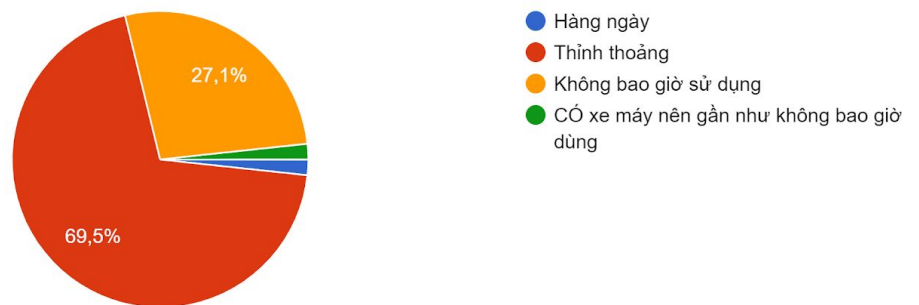 27,1%
69,5%
Hàng ngày
Thỉnh thoảng
Không bao giờ sử dụng
CÓ xe máy nên gần như không bao giờ
dùng